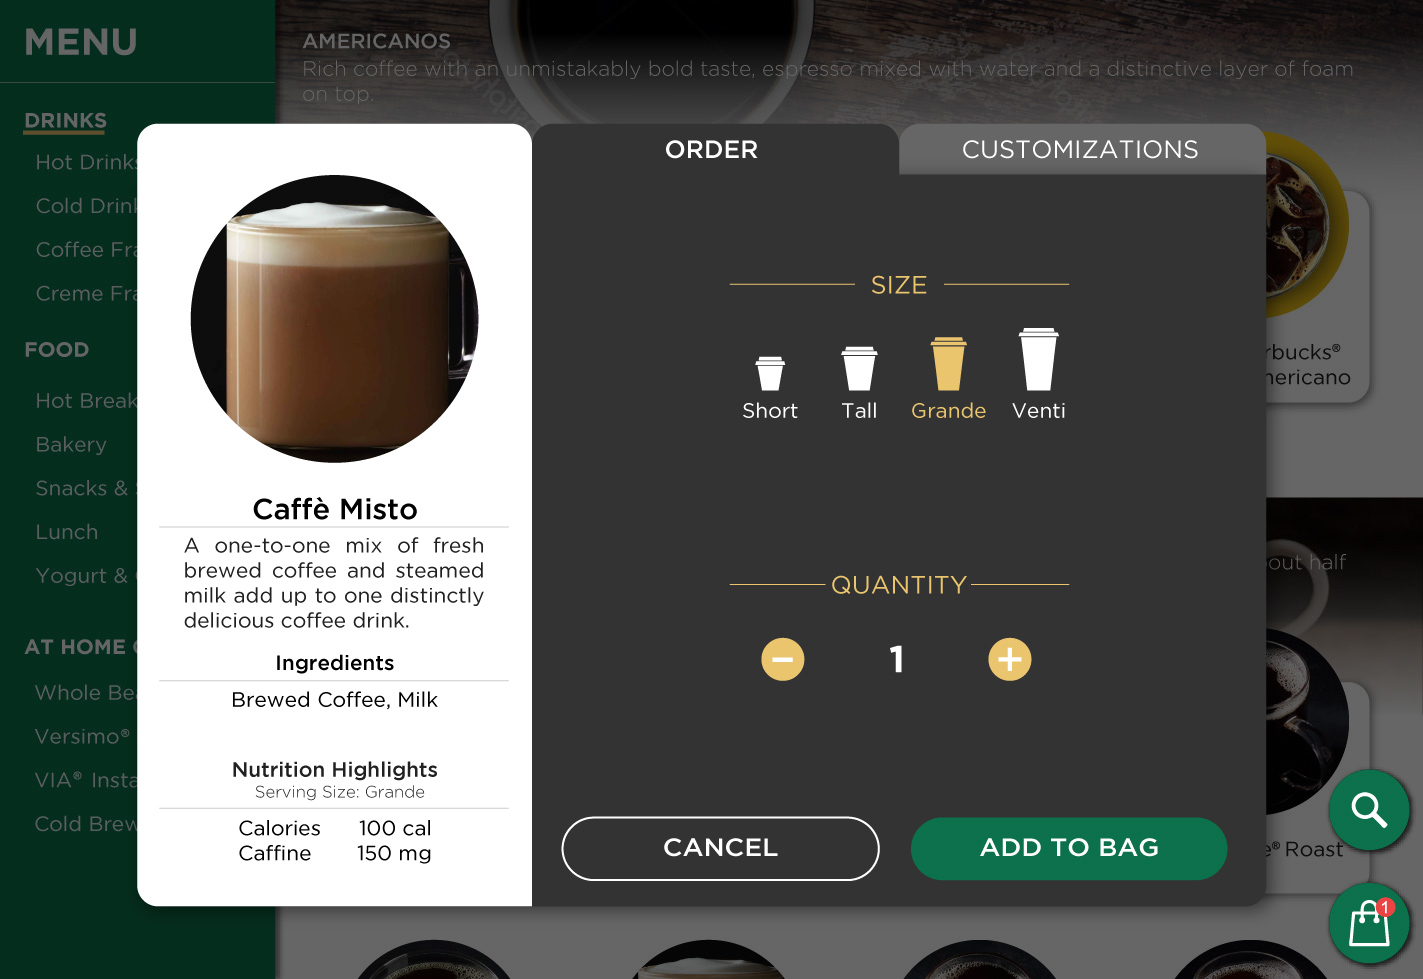 MENU
DRINKS
Hot Drinks
Cold Drin
Coffee Fra
Creme Fra
FOOD
Hot Break
Bakery
Snacks &
Lunch
Yogurt &
AT HOME
Whole Be
Versimo®
VIA® Insta
Cold Brew
AMERICANOS
Rich coffee with an unmistakably bold taste, espresso mixed with water and a distinctive layer of foam
on top.
Caffè Misto
A one-to-one mix of fresh
brewed coffee and steamed
milk add up to one distinctly
delicious coffee drink.
Ingredients
Brewed Coffee, Milk
Nutrition Highlights
Serving Size: Grande
Calories 100 cal
Caffine 150 mg
ORDER CUSTOMIZATIONS
SIZE
Short Tall Grande Venti
QUANTITY
1
CANCEL ADD TO BAG
rbucks®
ericano
out half
e® Roast
1